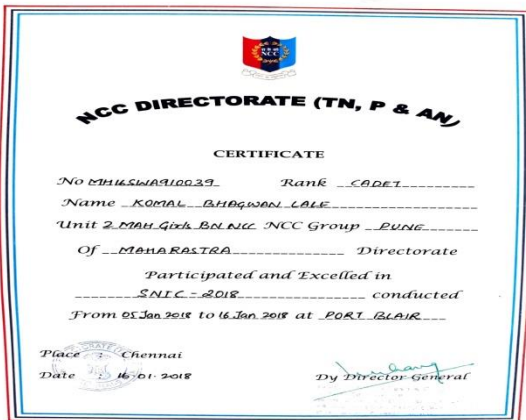 NCC
NCC DIRECTORATE (TN, P & AN)
CERTIFICATE
No MH16SWA910039 Rank CADET
Name KOMAL BHAGWAN LALE
Unit 2 MAH Girls BN NCC NCC Group PUNE
Of MAHARASTRA Directorate
Participated and Excelled in
SNIC - 2018 conducted
From 05 Jan 2018 to 16 Jan 2018 at PORT BLAIR
Place : Chennai
Date : 16-01-2018
Dy Director General